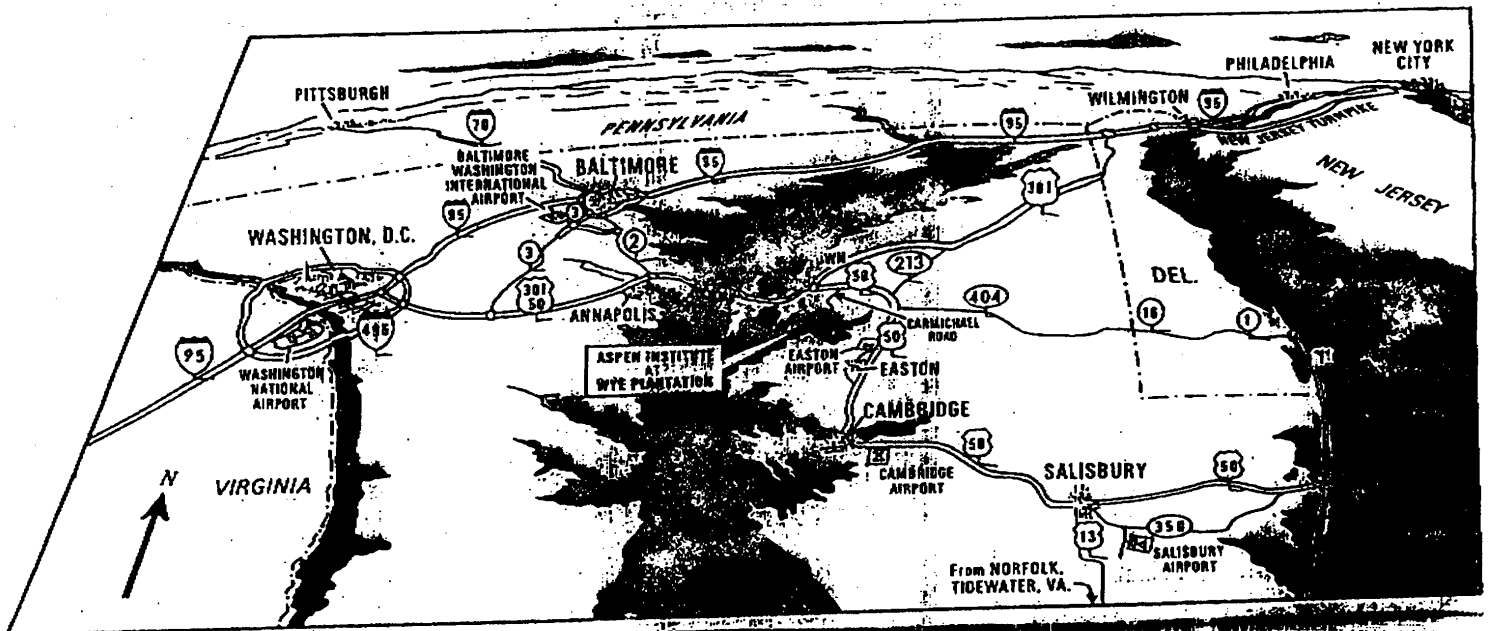 NEW YORK
CITY
PHILADELPHIA
WILMINGTON
95
NEW JERSEY TURNPIKE
NEW JERSEY
PITTSBURGH
70
PENNSYLVANIA
95
BALTIMORE
WASHINGTON
INTERNATIONAL
AIRPORT
BALTIMORE
95
3
95
2
3
301
WASHINGTON, D.C.
301
50
ANNAPOLIS
50
213
404
DEL.
16
1
CARMICHAEL
ROAD
95
495
WASHINGTON
NATIONAL
AIRPORT
ASPEN INSTITUTE
AT
WYE PLANTATION
EASTON
AIRPORT
50
EASTON
CAMBRIDGE
50
CAMBRIDGE
AIRPORT
SALISBURY
50
13
350
SALISBURY
AIRPORT
From NORFOLK,
TIDEWATER, VA.
N
VIRGINIA